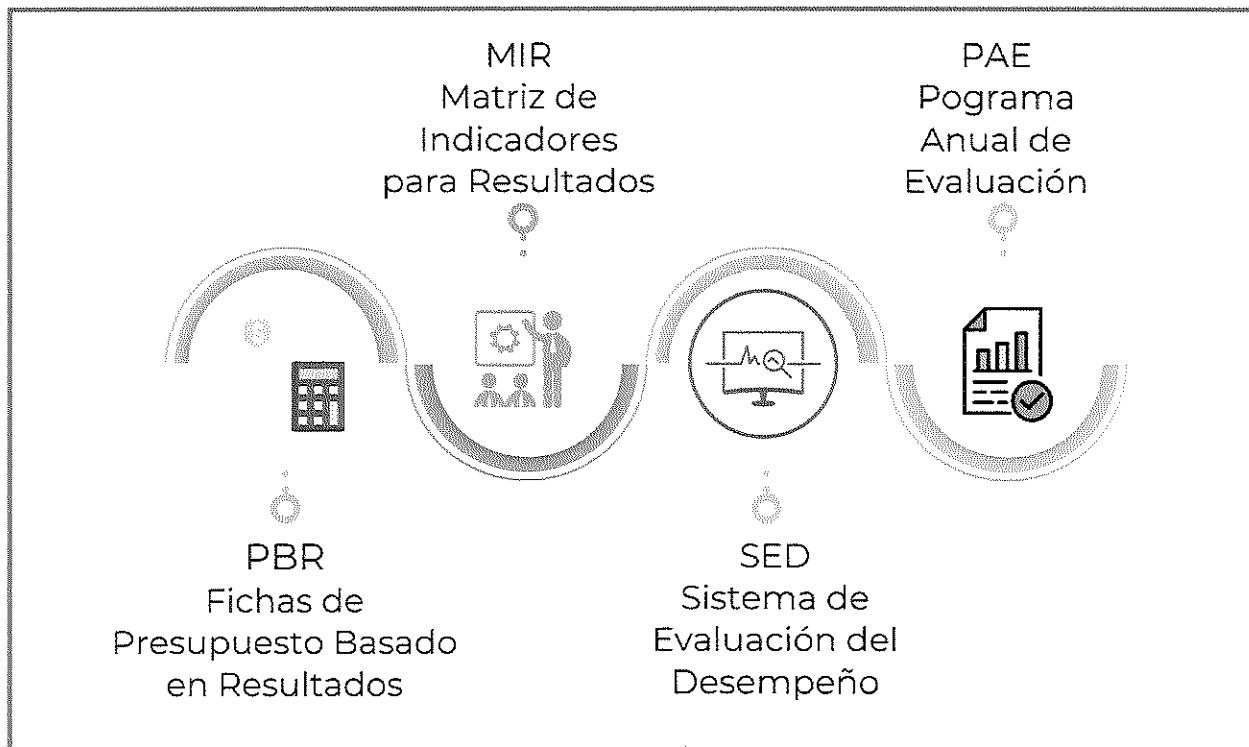 MIR
Matriz de
Indicadores
para Resultados
PAE
Pograma
Anual de
Evaluación
PBR
Fichas de
Presupuesto Basado
en Resultados
SED
Sistema de
Evaluación del
Desempeño